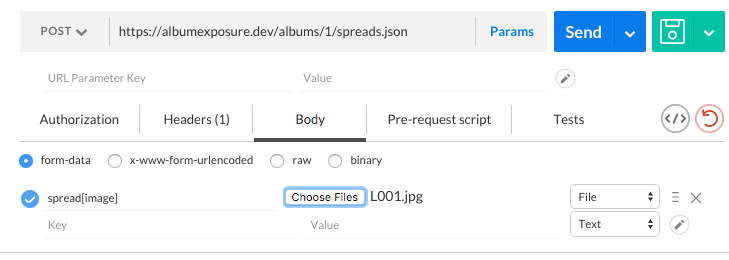 POST https://albumexposure.dev/albums/1/spreads.json Params Send
URL Parameter Key Value
Authorization Headers (1) Body Pre-request script Tests </>
form-data x-www-form-urlencoded raw binary
spread[image] Choose Files L001.jpg File
Key Value Text